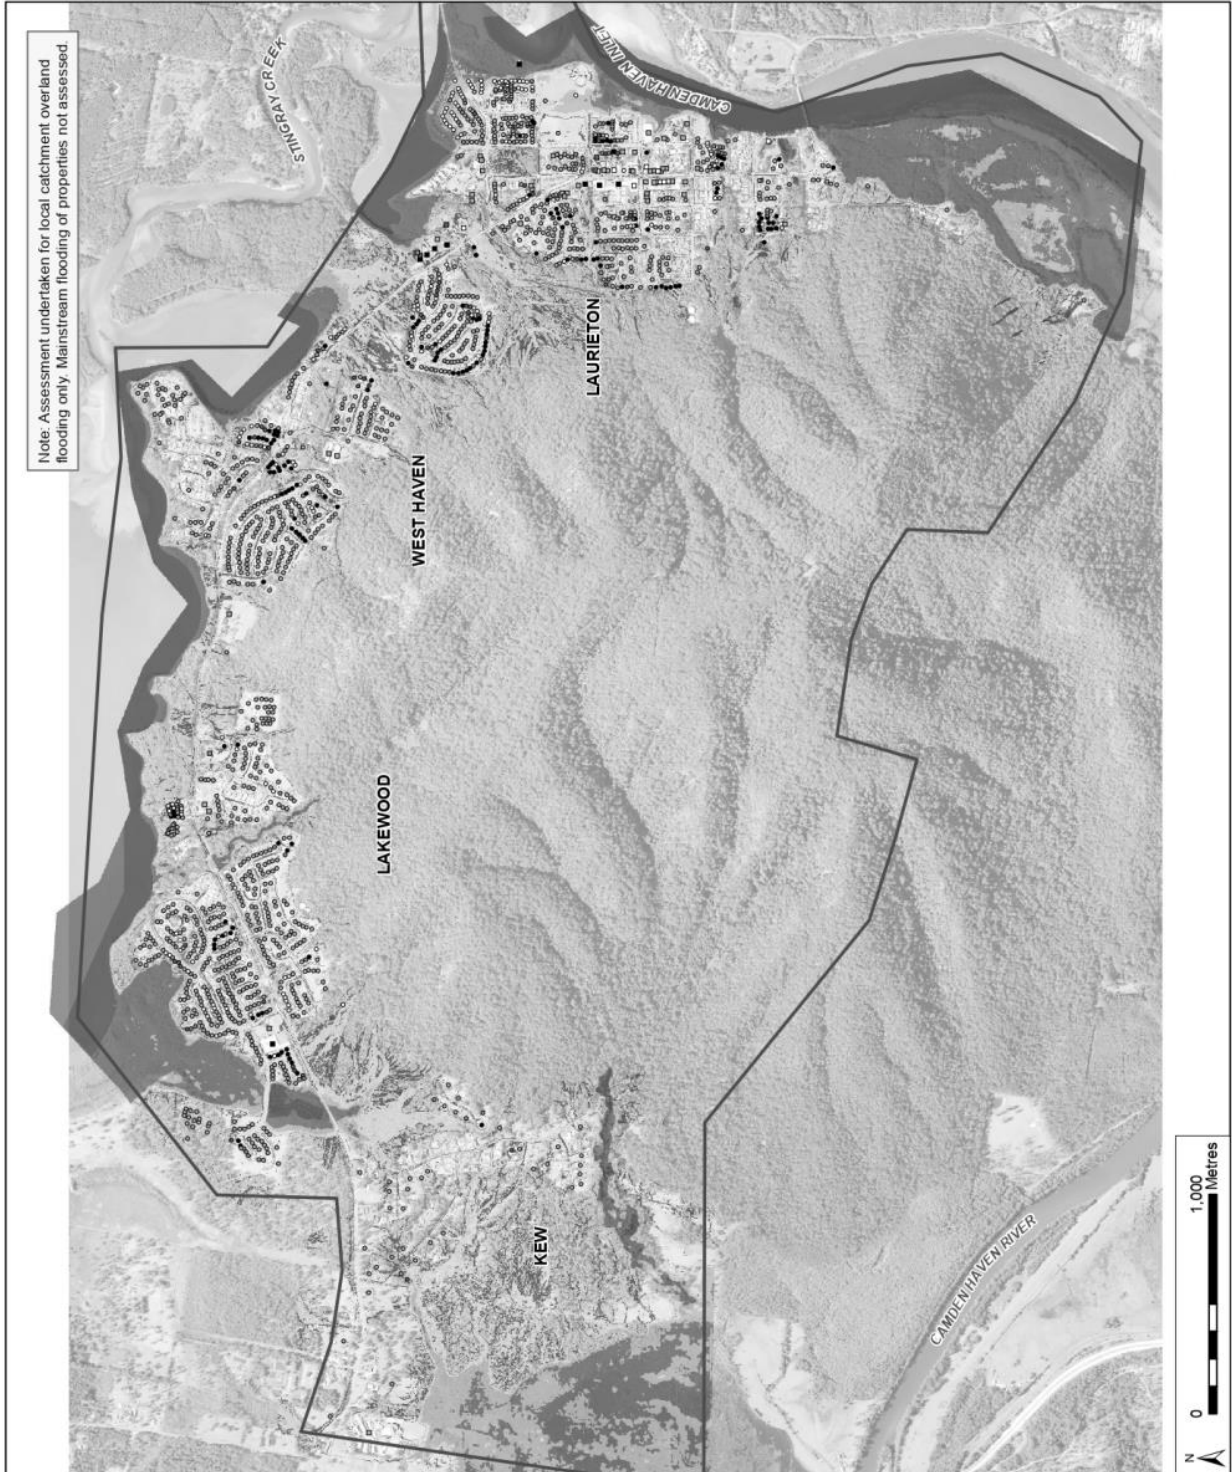 Note: Assessment undertaken for local catchment overland
flooding only. Mainstream flooding of properties not assessed.
STINGRAY CREEK
CAMDEN HAVEN INLET
LAURIETON
WEST HAVEN
LAKEWOOD
KEW
CAMDEN HAVEN RIVER
N
0
1,000
Metres